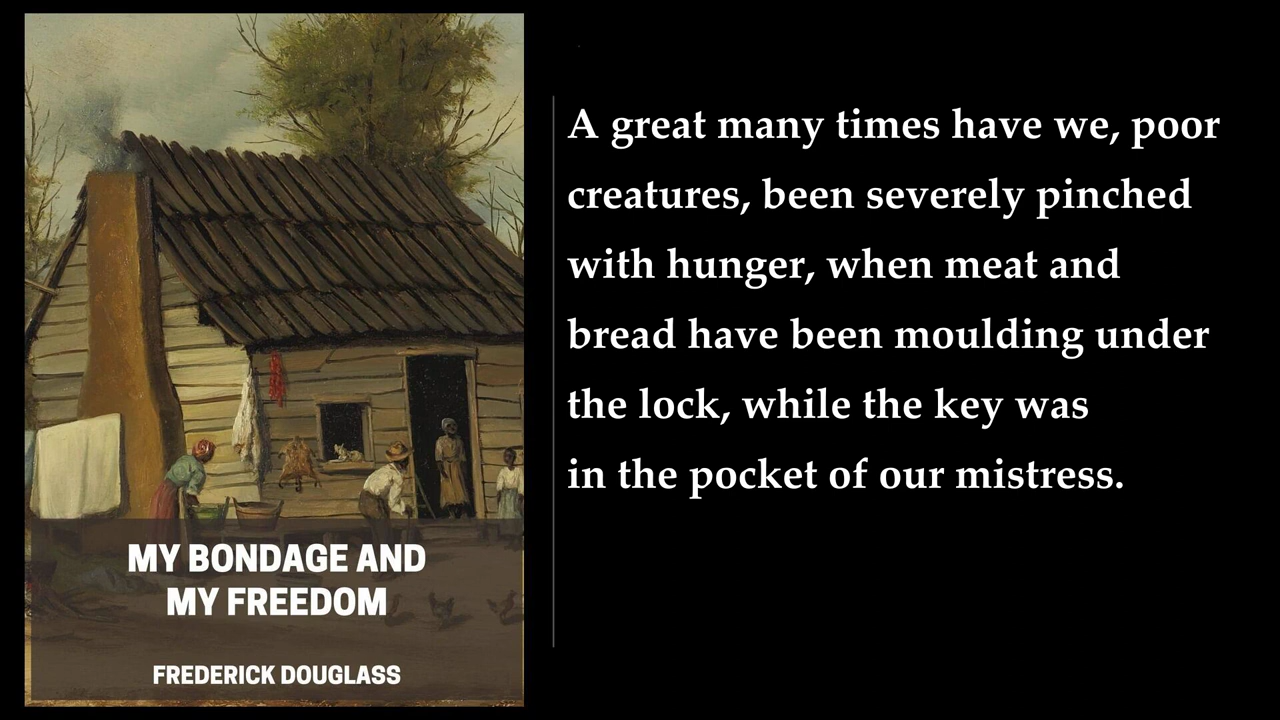 MY BONDAGE AND
MY FREEDOM
FREDERICK DOUGLASS
A great many times have we, poor
creatures, been severely pinched
with hunger, when meat and
bread have been moulding under
the lock, while the key was
in the pocket of our mistress.